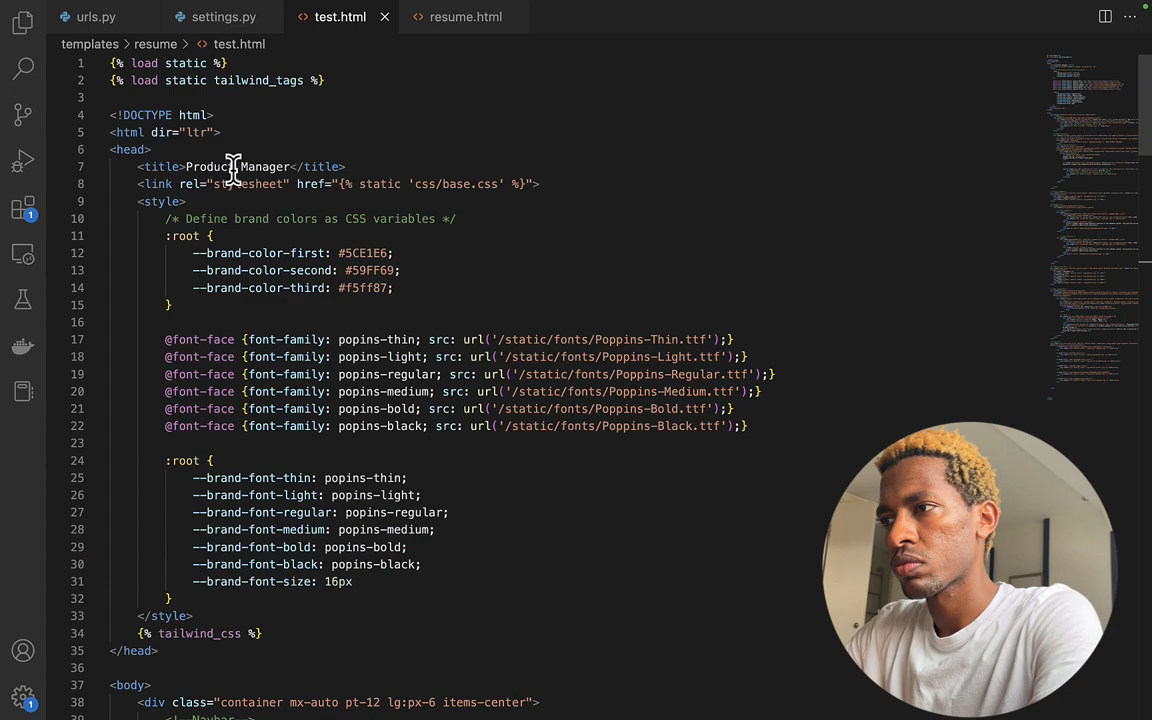 urls.py settings.py test.html resume.html
templates > resume > test.html
1 {% load static %}
2 {% load static tailwind_tags %}
3
4 <!DOCTYPE html>
5 <html dir="ltr">
6 <head>
7 <title>Product Manager</title>
8 <link rel="stylesheet" href="{% static 'css/base.css' %}">
9 <style>
10 /* Define brand colors as CSS variables */
11 :root {
12 --brand-color-first: #5CE1E6;
13 --brand-color-second: #59FF69;
14 --brand-color-third: #f5ff87;
15 }
16
17 @font-face {font-family: popins-thin; src: url('/static/fonts/Poppins-Thin.ttf');}
18 @font-face {font-family: popins-light; src: url('/static/fonts/Poppins-Light.ttf');}
19 @font-face {font-family: popins-regular; src: url('/static/fonts/Poppins-Regular.ttf');}
20 @font-face {font-family: popins-medium; src: url('/static/fonts/Poppins-Medium.ttf');}
21 @font-face {font-family: popins-bold; src: url('/static/fonts/Poppins-Bold.ttf');}
22 @font-face {font-family: popins-black; src: url('/static/fonts/Poppins-Black.ttf');}
23
24 :root {
25 --brand-font-thin: popins-thin;
26 --brand-font-light: popins-light;
27 --brand-font-regular: popins-regular;
28 --brand-font-medium: popins-medium;
29 --brand-font-bold: popins-bold;
30 --brand-font-black: popins-black;
31 --brand-font-size: 16px
32 }
33 </style>
34 {% tailwind_css %}
35 </head>
36
37 <body>
38 <div class="container mx-auto pt-12 lg:px-6 items-center">
39 <!--Navbar-->
1
1